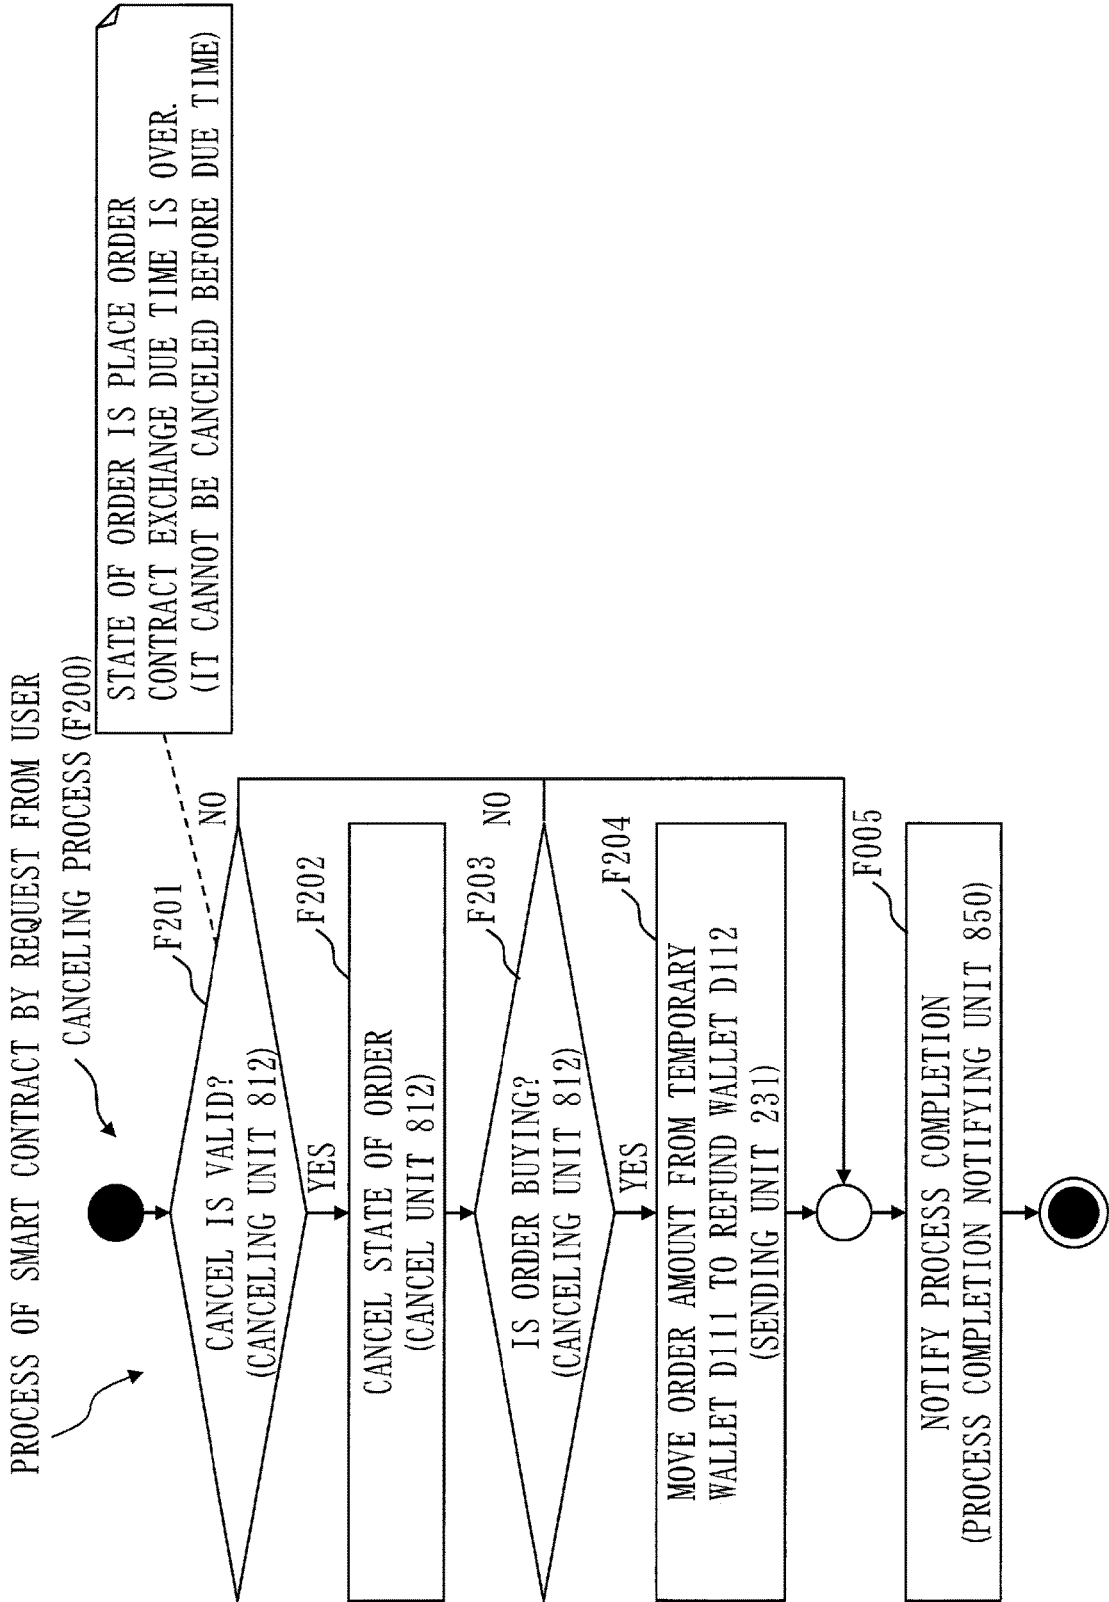 PROCESS OF SMART CONTRACT BY REQUEST FROM USER
CANCELING PROCESS(F200)
STATE OF ORDER IS PLACE ORDER
CONTRACT EXCHANGE DUE TIME IS OVER.
(IT CANNOT BE CANCELED BEFORE DUE TIME)
F201
CANCEL IS VALID?
(CANCELING UNIT 812)
NO
YES
F202
CANCEL STATE OF ORDER
(CANCEL UNIT 812)
F203
IS ORDER BUYING?
(CANCELING UNIT 812)
NO
YES
F204
MOVE ORDER AMOUNT FROM TEMPORARY
WALLET D111 TO REFUND WALLET D112
(SENDING UNIT 231)
F005
NOTIFY PROCESS COMPLETION
(PROCESS COMPLETION NOTIFYING UNIT 850)